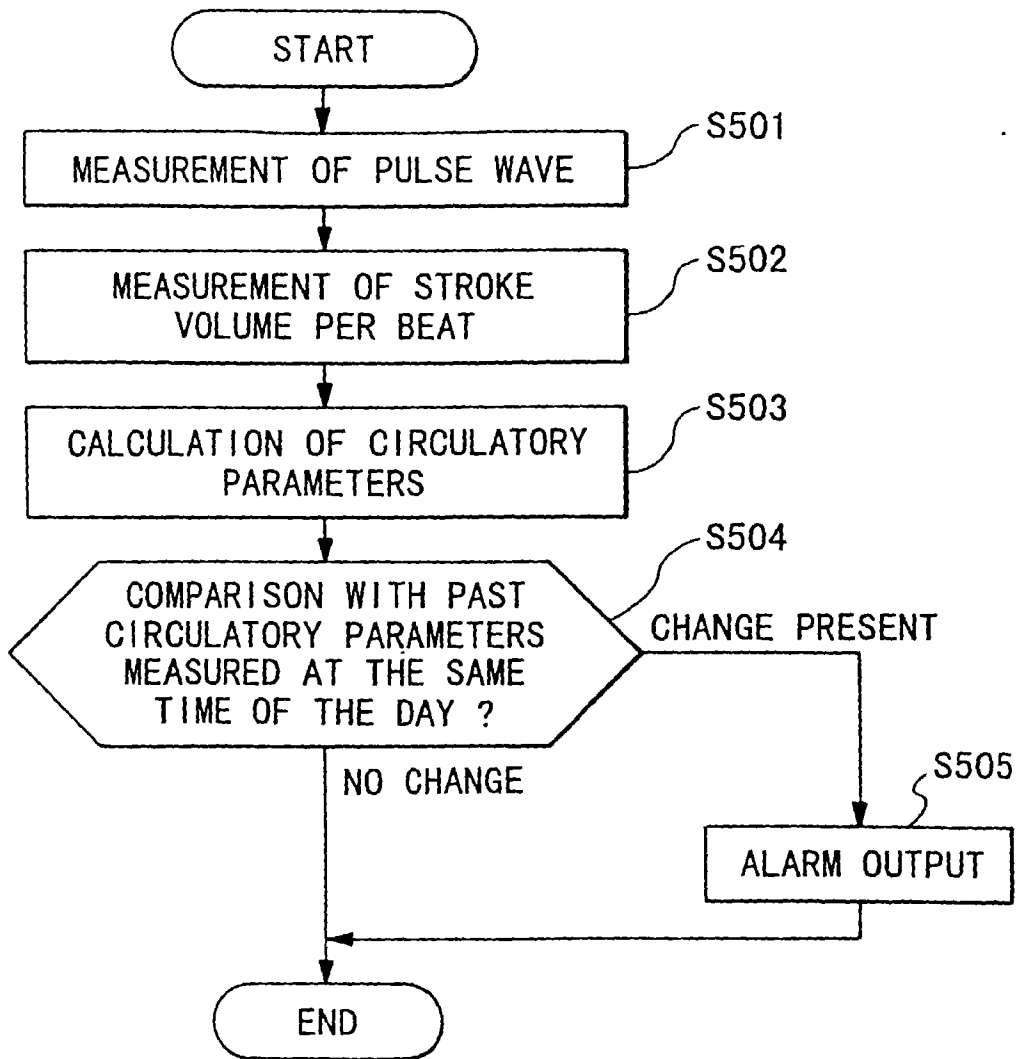 START
S501
MEASUREMENT OF PULSE WAVE
S502
MEASUREMENT OF STROKE
VOLUME PER BEAT
S503
CALCULATION OF CIRCULATORY
PARAMETERS
S504
COMPARISON WITH PAST
CIRCULATORY PARAMETERS
MEASURED AT THE SAME
TIME OF THE DAY ?
CHANGE PRESENT
NO CHANGE
S505
ALARM OUTPUT
END